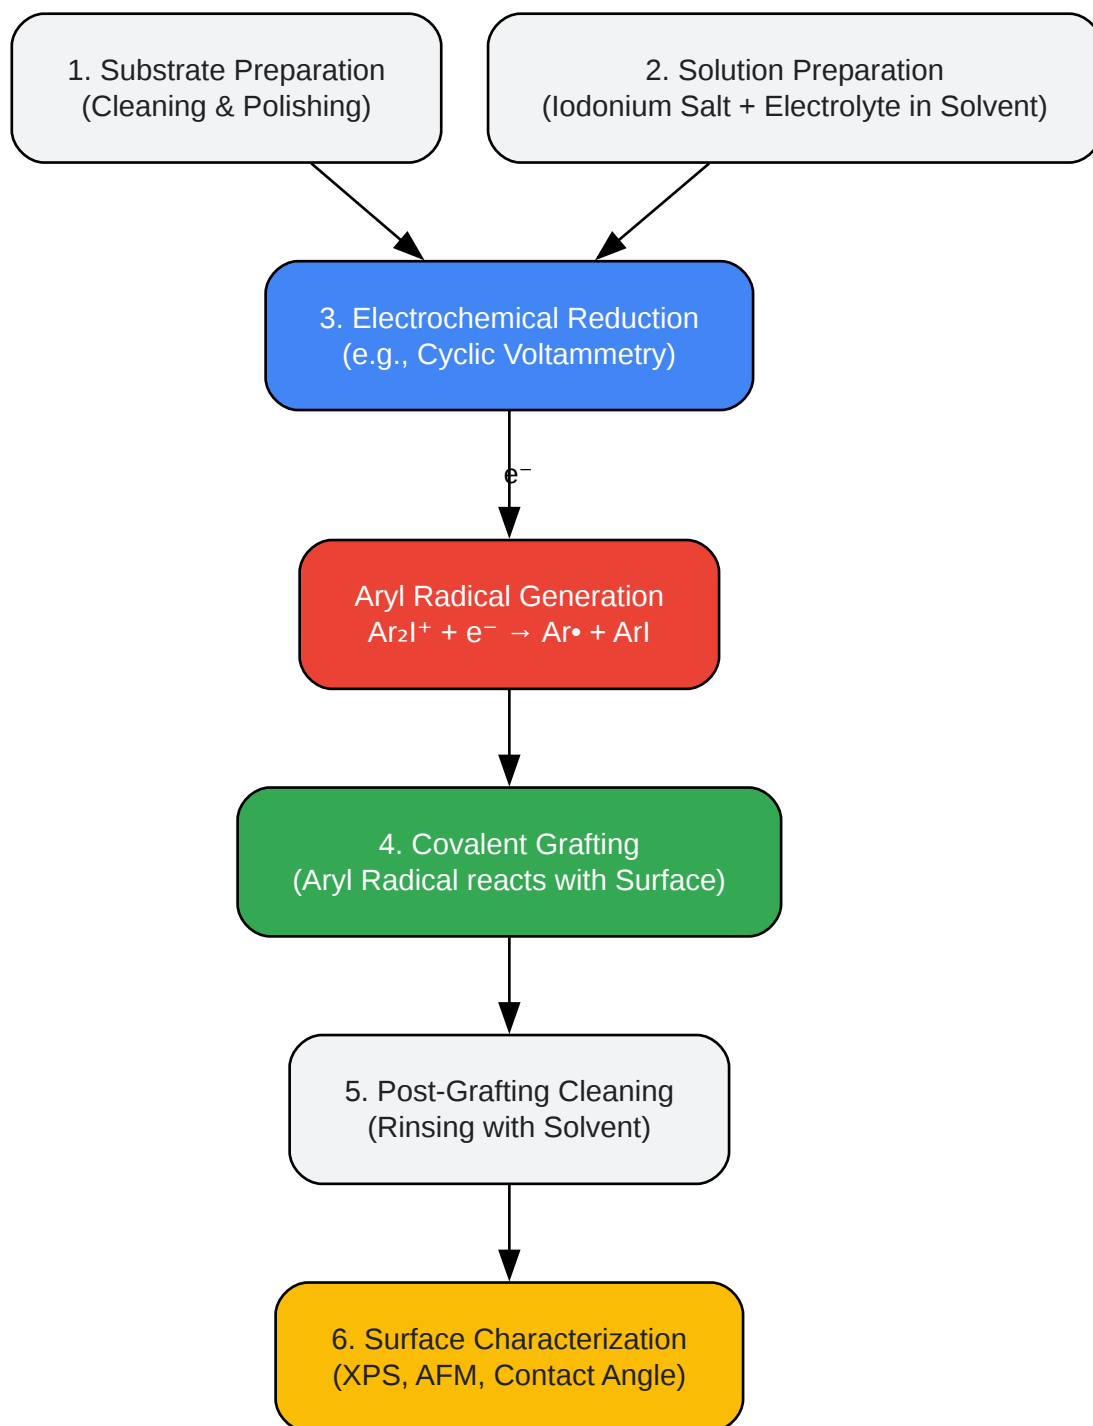 1. Substrate Preparation
(Cleaning & Polishing)
2. Solution Preparation
(Iodonium Salt + Electrolyte in Solvent)
3. Electrochemical Reduction
(e.g., Cyclic Voltammetry)
e⁻
Aryl Radical Generation
Ar₂I⁺ + e⁻ → Ar• + ArI
4. Covalent Grafting
(Aryl Radical reacts with Surface)
5. Post-Grafting Cleaning
(Rinsing with Solvent)
6. Surface Characterization
(XPS, AFM, Contact Angle)